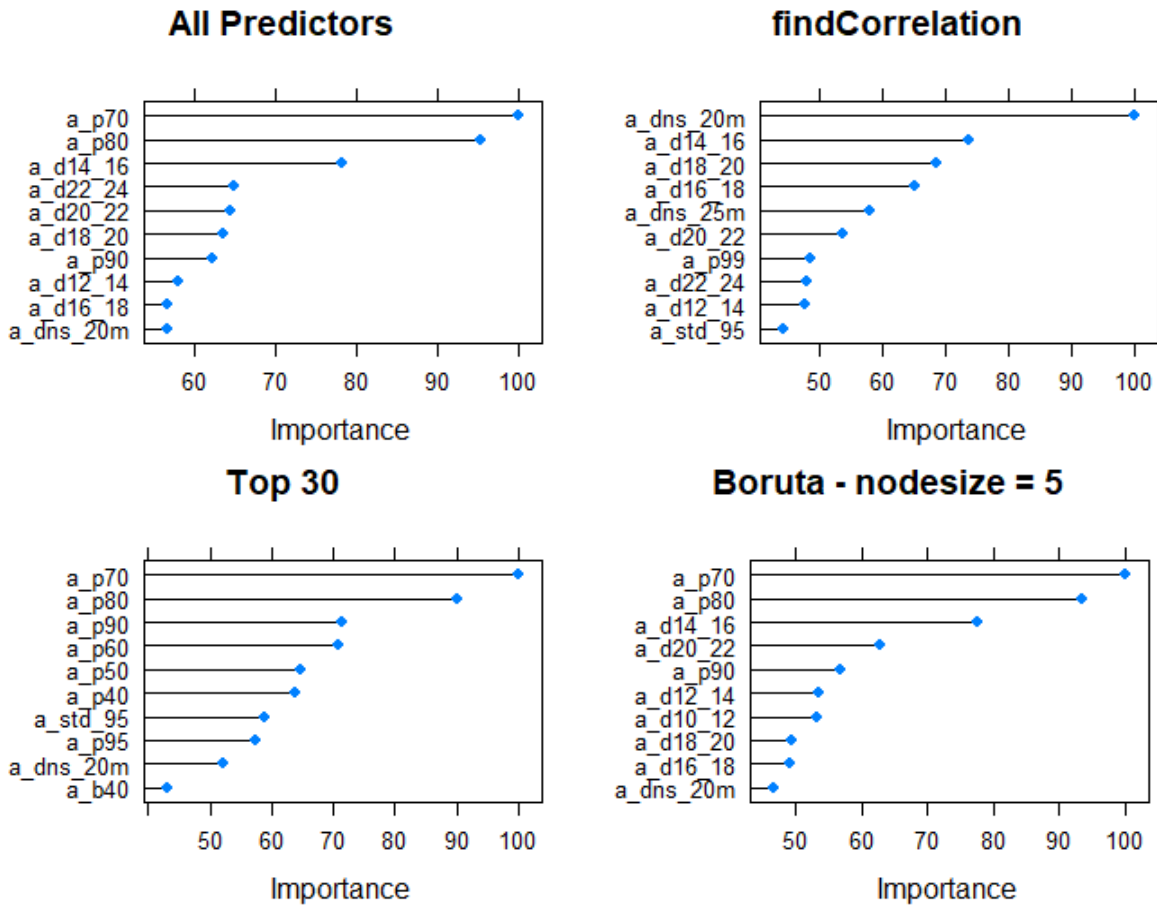 All Predictors
a_p70
a_p80
a_d14_16
a_d22_24
a_d20_22
a_d18_20
a_p90
a_d12_14
a_d16_18
a_dns_20m
60 70 80 90 100
Importance
findCorrelation
a_dns_20m
a_d14_16
a_d18_20
a_d16_18
a_dns_25m
a_d20_22
a_p99
a_d22_24
a_d12_14
a_std_95
50 60 70 80 90 100
Importance
Top 30
a_p70
a_p80
a_p90
a_p60
a_p50
a_p40
a_std_95
a_p95
a_dns_20m
a_b40
50 60 70 80 90 100
Importance
Boruta - nodesize = 5
a_p70
a_p80
a_d14_16
a_d20_22
a_p90
a_d12_14
a_d10_12
a_d18_20
a_d16_18
a_dns_20m
50 60 70 80 90 100
Importance